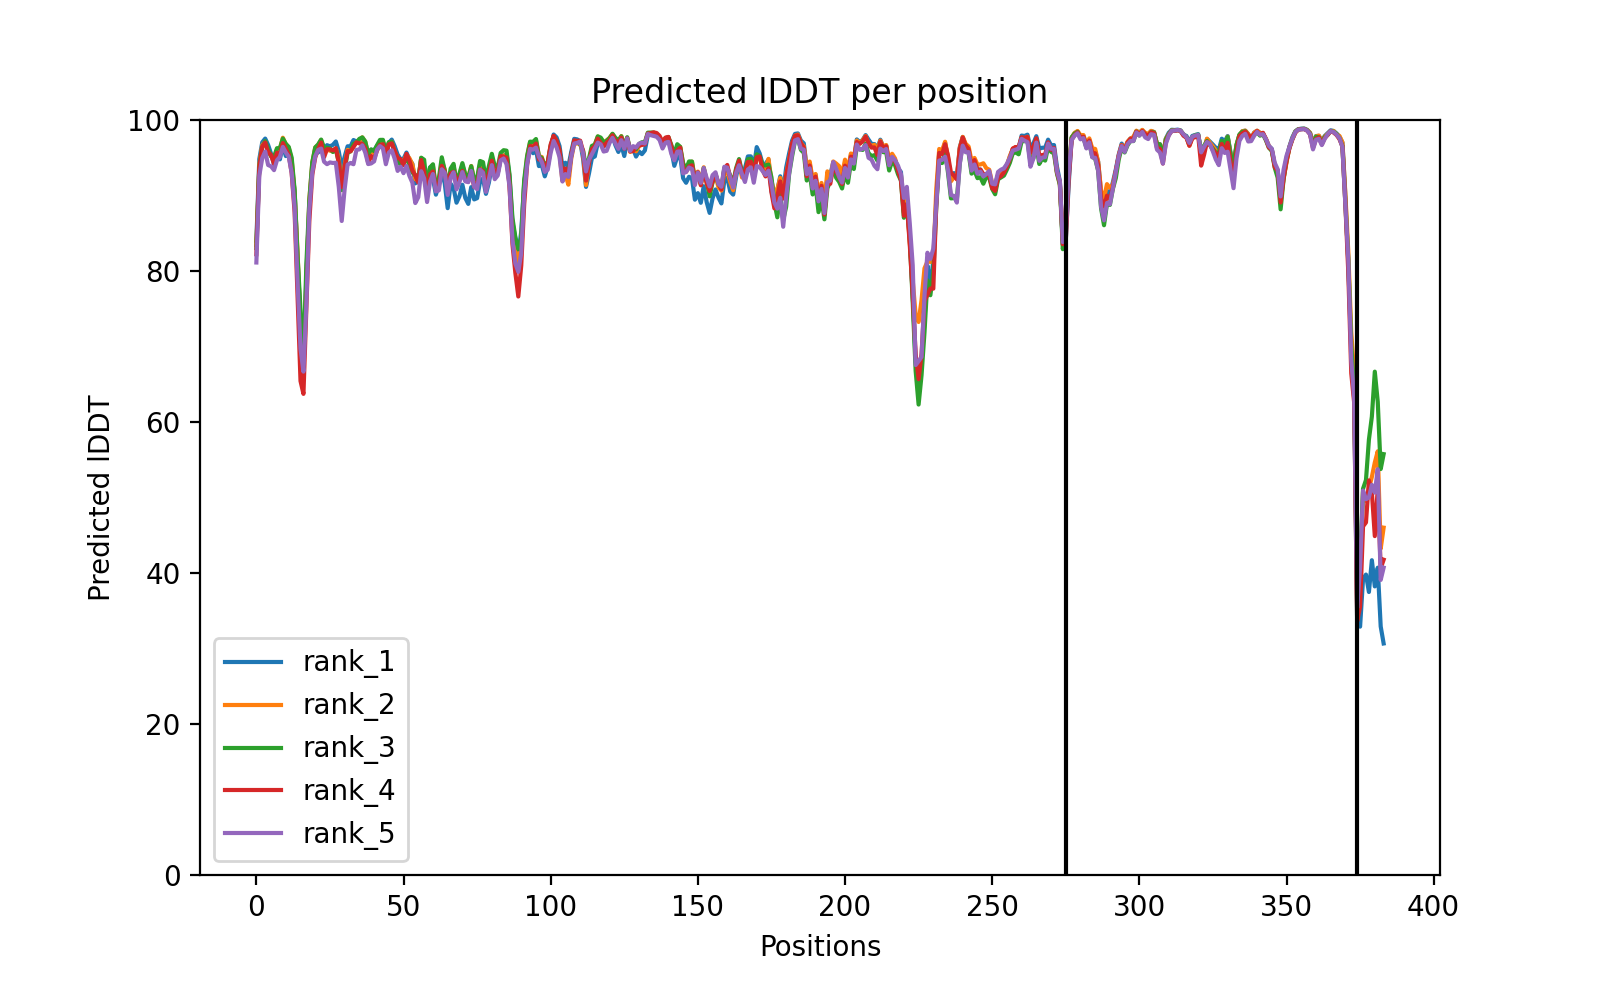 Predicted lDDT per position
100
80
60
40
20
0
Predicted lDDT
rank_1
rank_2
rank_3
rank_4
rank_5
0 50 100 150 200 250 300 350 400
Positions